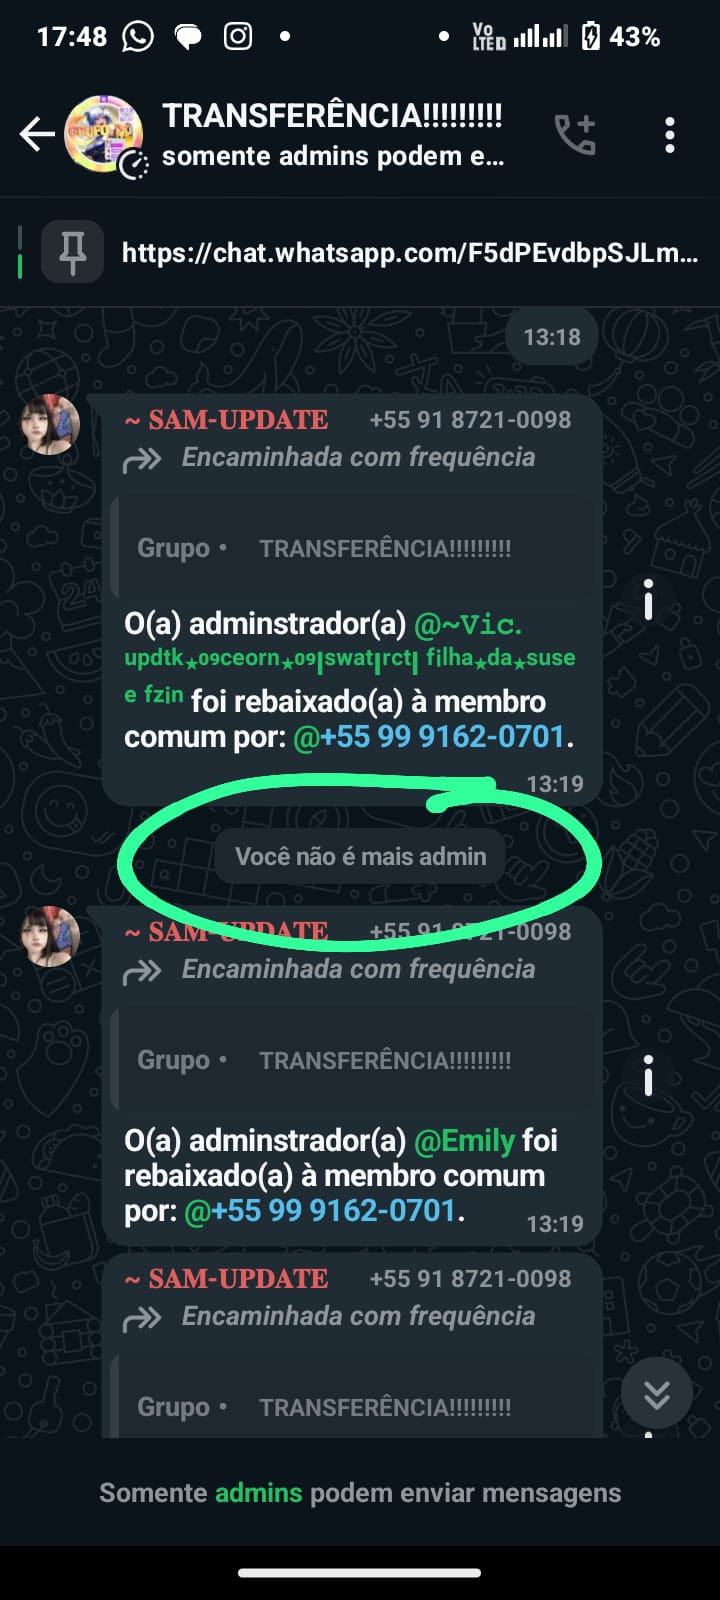 17:48
VoLTED 43%
TRANSFERÊNCIA!!!!!!!!!
somente admins podem e...
https://chat.whatsapp.com/F5dPEvdbpSJLm...
13:18
~ SAM-UPDATE +55 91 8721-0098
Encaminhada com frequência
Grupo • TRANSFERÊNCIA!!!!!!!!!
O(a) adminstrador(a) @~Vic.
updtk★09ceorn★09|swat|rct| filha★da★suse
e fzin foi rebaixado(a) à membro
comum por: @+55 99 9162-0701.
13:19
Você não é mais admin
~ SAM-UPDATE +55 91 8721-0098
Encaminhada com frequência
Grupo • TRANSFERÊNCIA!!!!!!!!!
O(a) adminstrador(a) @Emily foi
rebaixado(a) à membro comum
por: @+55 99 9162-0701.
13:19
~ SAM-UPDATE +55 91 8721-0098
Encaminhada com frequência
Grupo • TRANSFERÊNCIA!!!!!!!!!
Somente admins podem enviar mensagens